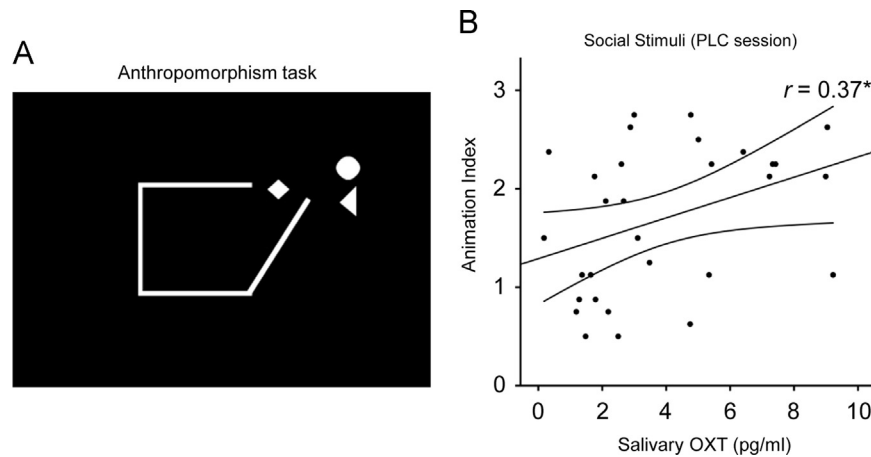 A
Anthropomorphism task
B
Social Stimuli (PLC session)
r = 0.37*
Animation Index
3
2
1
0
0 2 4 6 8 10
Salivary OXT (pg/ml)